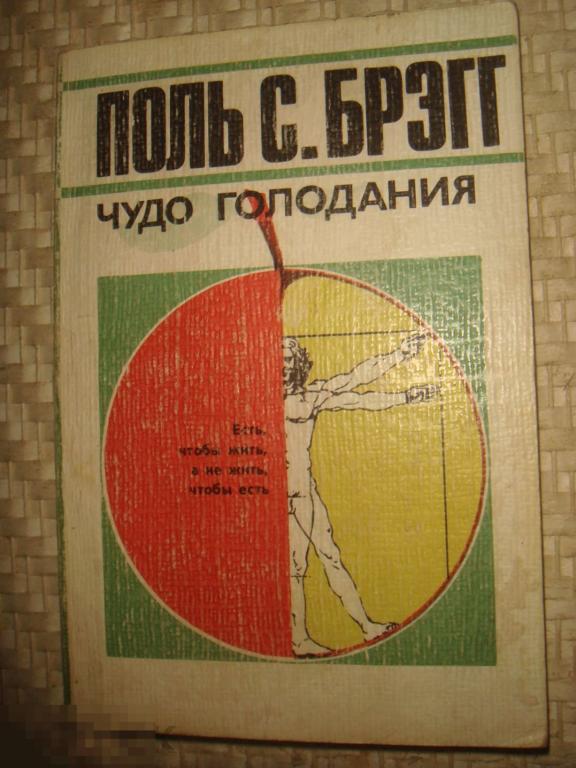 ПОЛЬ С. БРЭГГ
ЧУДО ГОЛОДАНИЯ
Есть,
чтобы жить,
а не жить,
чтобы есть